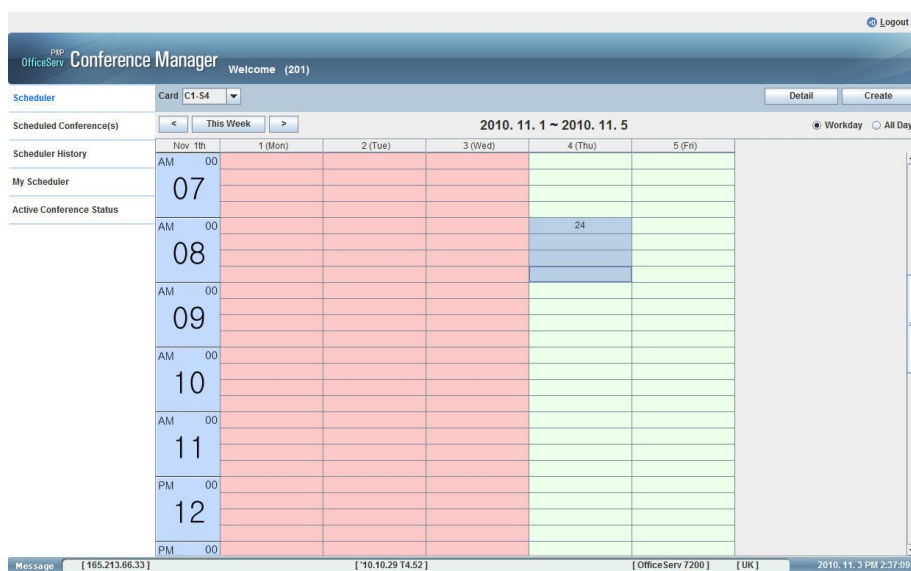 Logout
PMP
OfficeServ Conference Manager Welcome (201)
Scheduler
Scheduled Conference(s)
Scheduler History
My Scheduler
Active Conference Status
Card C1-S4 Detail Create
< This Week > 2010. 11. 1 ~ 2010. 11. 5 Workday All Day
Nov 1th 1 (Mon) 2 (Tue) 3 (Wed) 4 (Thu) 5 (Fri)
AM 00
07
AM 00 24
08
AM 00
09
AM 00
10
AM 00
11
PM 00
12
PM 00
Message [ 165.213.66.33 ] [ '10.10.29 T4.52 ] [ OfficeServ 7200 ] [ UK ] 2010. 11. 3 PM 2:37:09